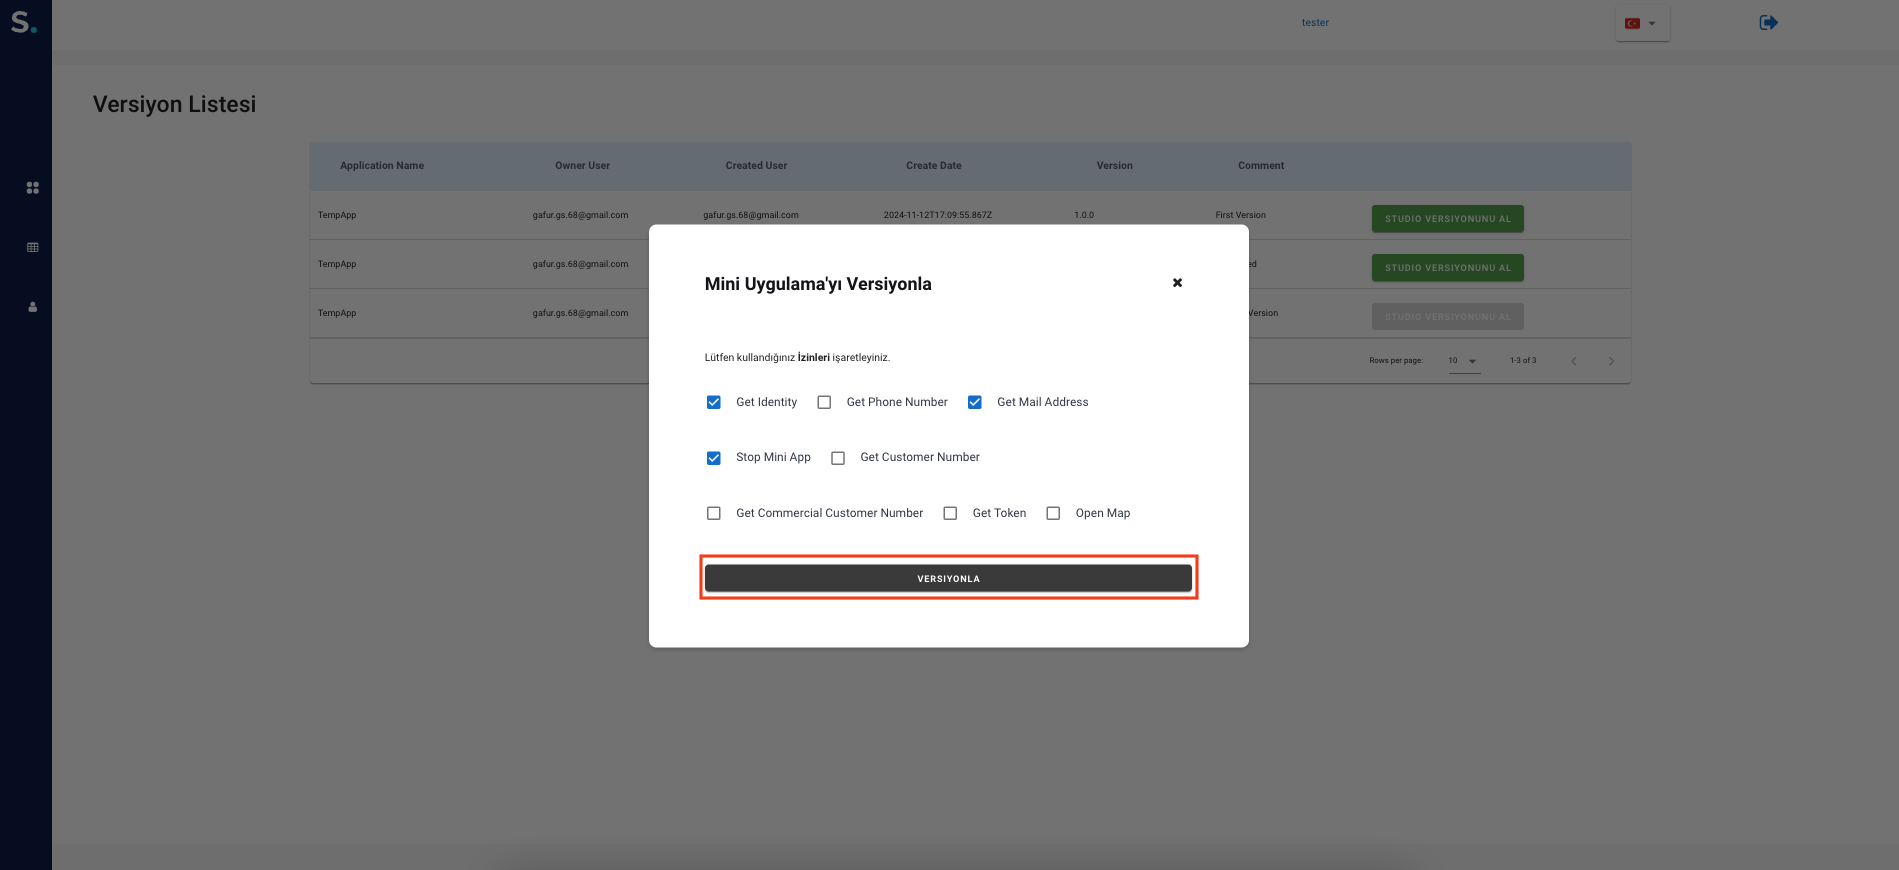 S.
tester
Versiyon Listesi
Application Name Owner User Created User Create Date Version Comment
TempApp gafur.gs.68@gmail.com gafur.gs.68@gmail.com 2024-11-12T17:09:55.867Z 1.0.0 First Version STUDIO VERSIYONUNU AL
TempApp gafur.gs.68@gmail.com ed STUDIO VERSIYONUNU AL
TempApp gafur.gs.68@gmail.com Version STUDIO VERSIYONUNU AL
Rows per page: 10 1-3 of 3
Mini Uygulama'yı Versiyonla
Lütfen kullandığınız İzinleri işaretleyiniz.
Get Identity Get Phone Number Get Mail Address
Stop Mini App Get Customer Number
Get Commercial Customer Number Get Token Open Map
VERSIYONLA